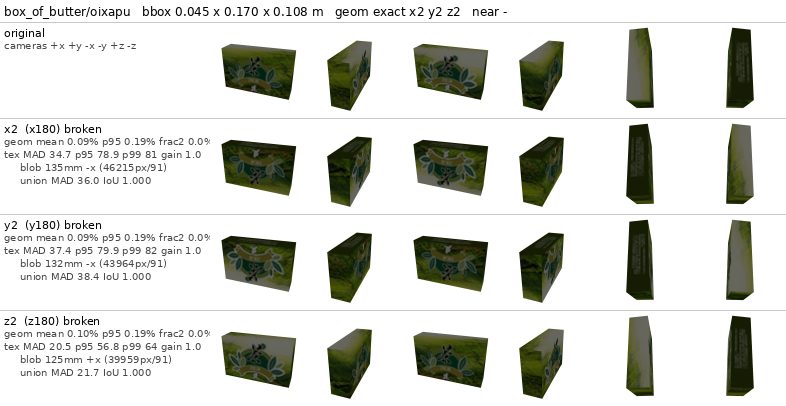 box_of_butter/oixapu bbox 0.045 x 0.170 x 0.108 m geom exact x2 y2 z2 near -
original
cameras +x +y -x -y +z -z
x2 (x180) broken
geom mean 0.09% p95 0.19% frac2 0.0%
tex MAD 34.7 p95 78.9 p99 81 gain 1.0
blob 135mm -x (46215px/91)
union MAD 36.0 IoU 1.000
y2 (y180) broken
geom mean 0.09% p95 0.19% frac2 0.0%
tex MAD 37.4 p95 79.9 p99 82 gain 1.0
blob 132mm -x (43964px/91)
union MAD 38.4 IoU 1.000
z2 (z180) broken
geom mean 0.10% p95 0.19% frac2 0.0%
tex MAD 20.5 p95 56.8 p99 64 gain 1.0
blob 125mm +x (39959px/91)
union MAD 21.7 IoU 1.000